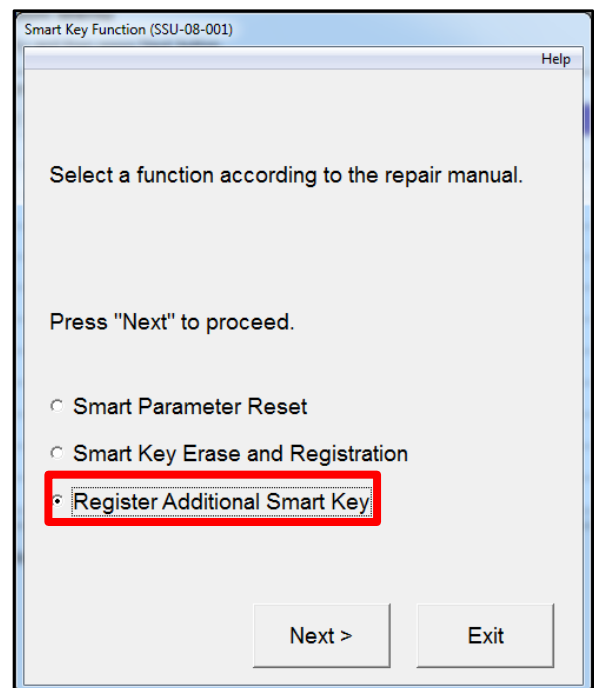 Smart Key Function (SSU-08-001)
Help
Select a function according to the repair manual.
Press "Next" to proceed.
Smart Parameter Reset
Smart Key Erase and Registration
Register Additional Smart Key
Next >
Exit